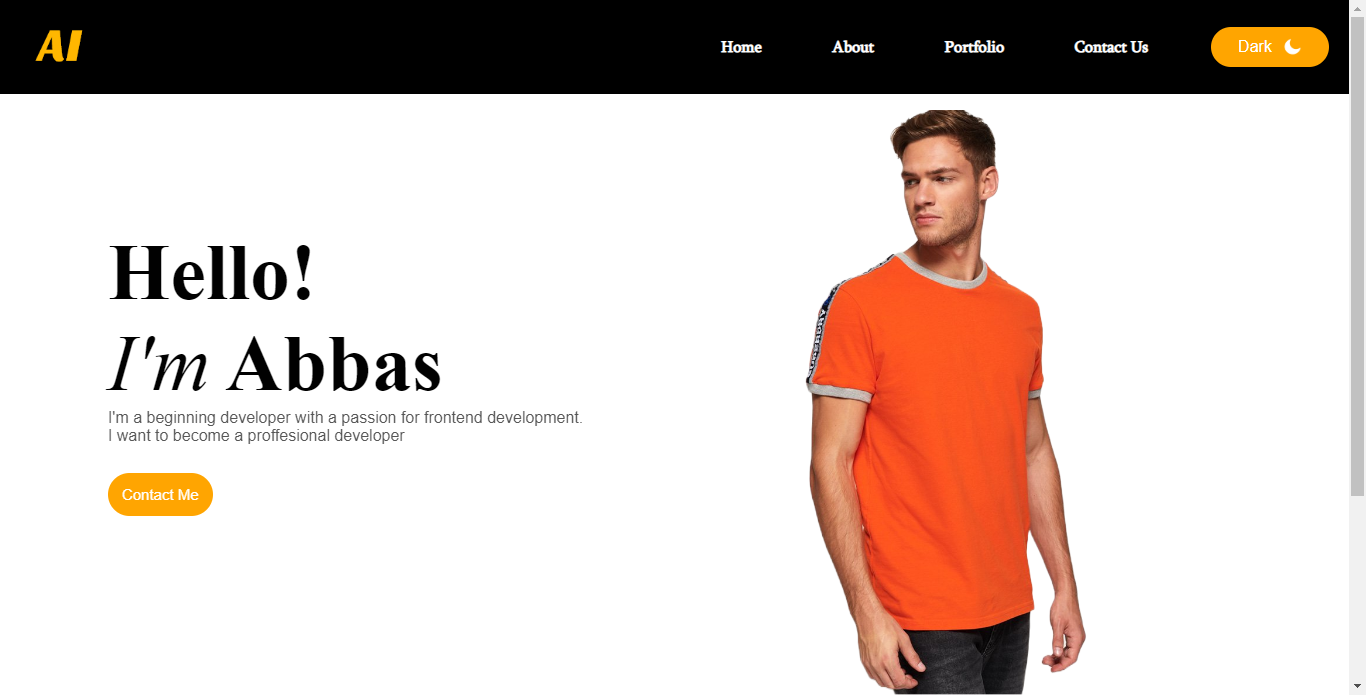 AI
Home About Portfolio Contact Us Dark
Hello!
I'm Abbas
I'm a beginning developer with a passion for frontend development.
I want to become a proffesional developer
Contact Me